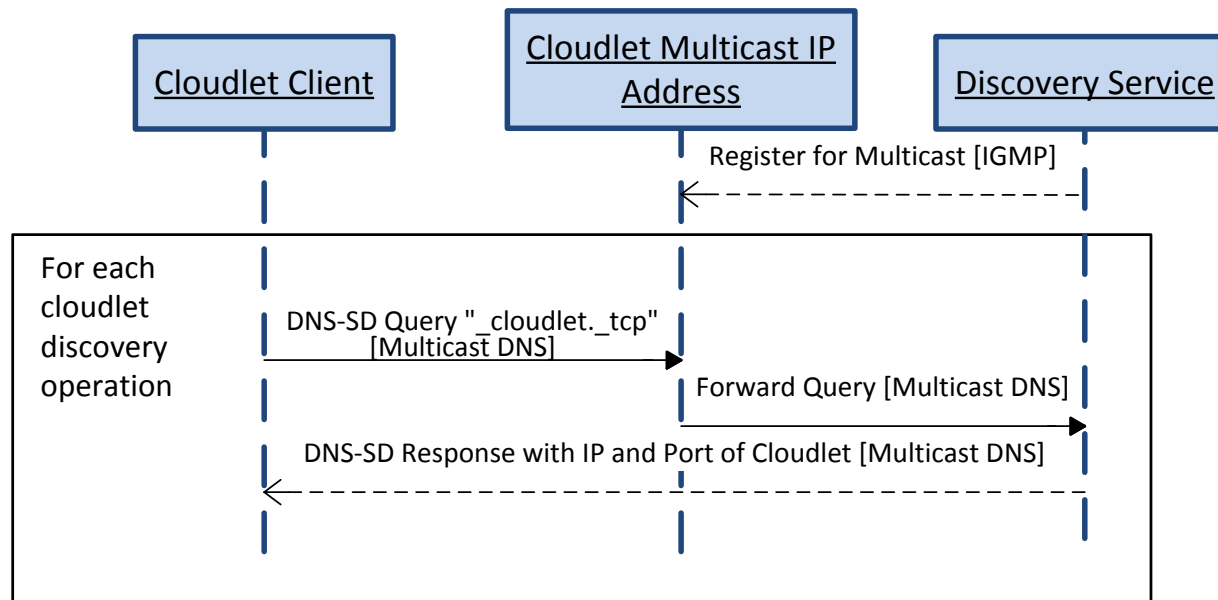 Cloudlet Client
Cloudlet Multicast IP
Address
Discovery Service
Register for Multicast [IGMP]
For each
cloudlet
discovery
operation
DNS-SD Query "_cloudlet._tcp"
[Multicast DNS]
Forward Query [Multicast DNS]
DNS-SD Response with IP and Port of Cloudlet [Multicast DNS]